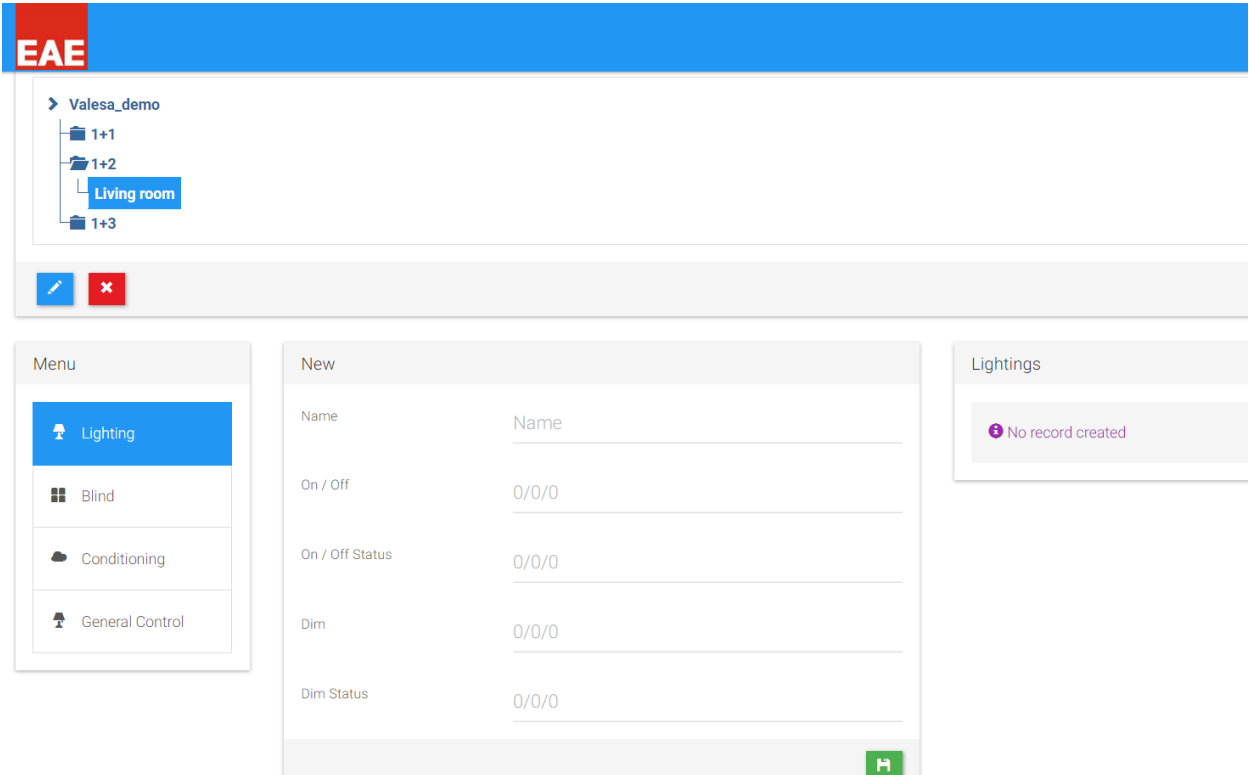 EAE
Valesa_demo
1+1
1+2
Living room
1+3
Menu
Lighting
Blind
Conditioning
General Control
New
Name
Name
On / Off
0/0/0
On / Off Status
0/0/0
Dim
0/0/0
Dim Status
0/0/0
Lightings
No record created